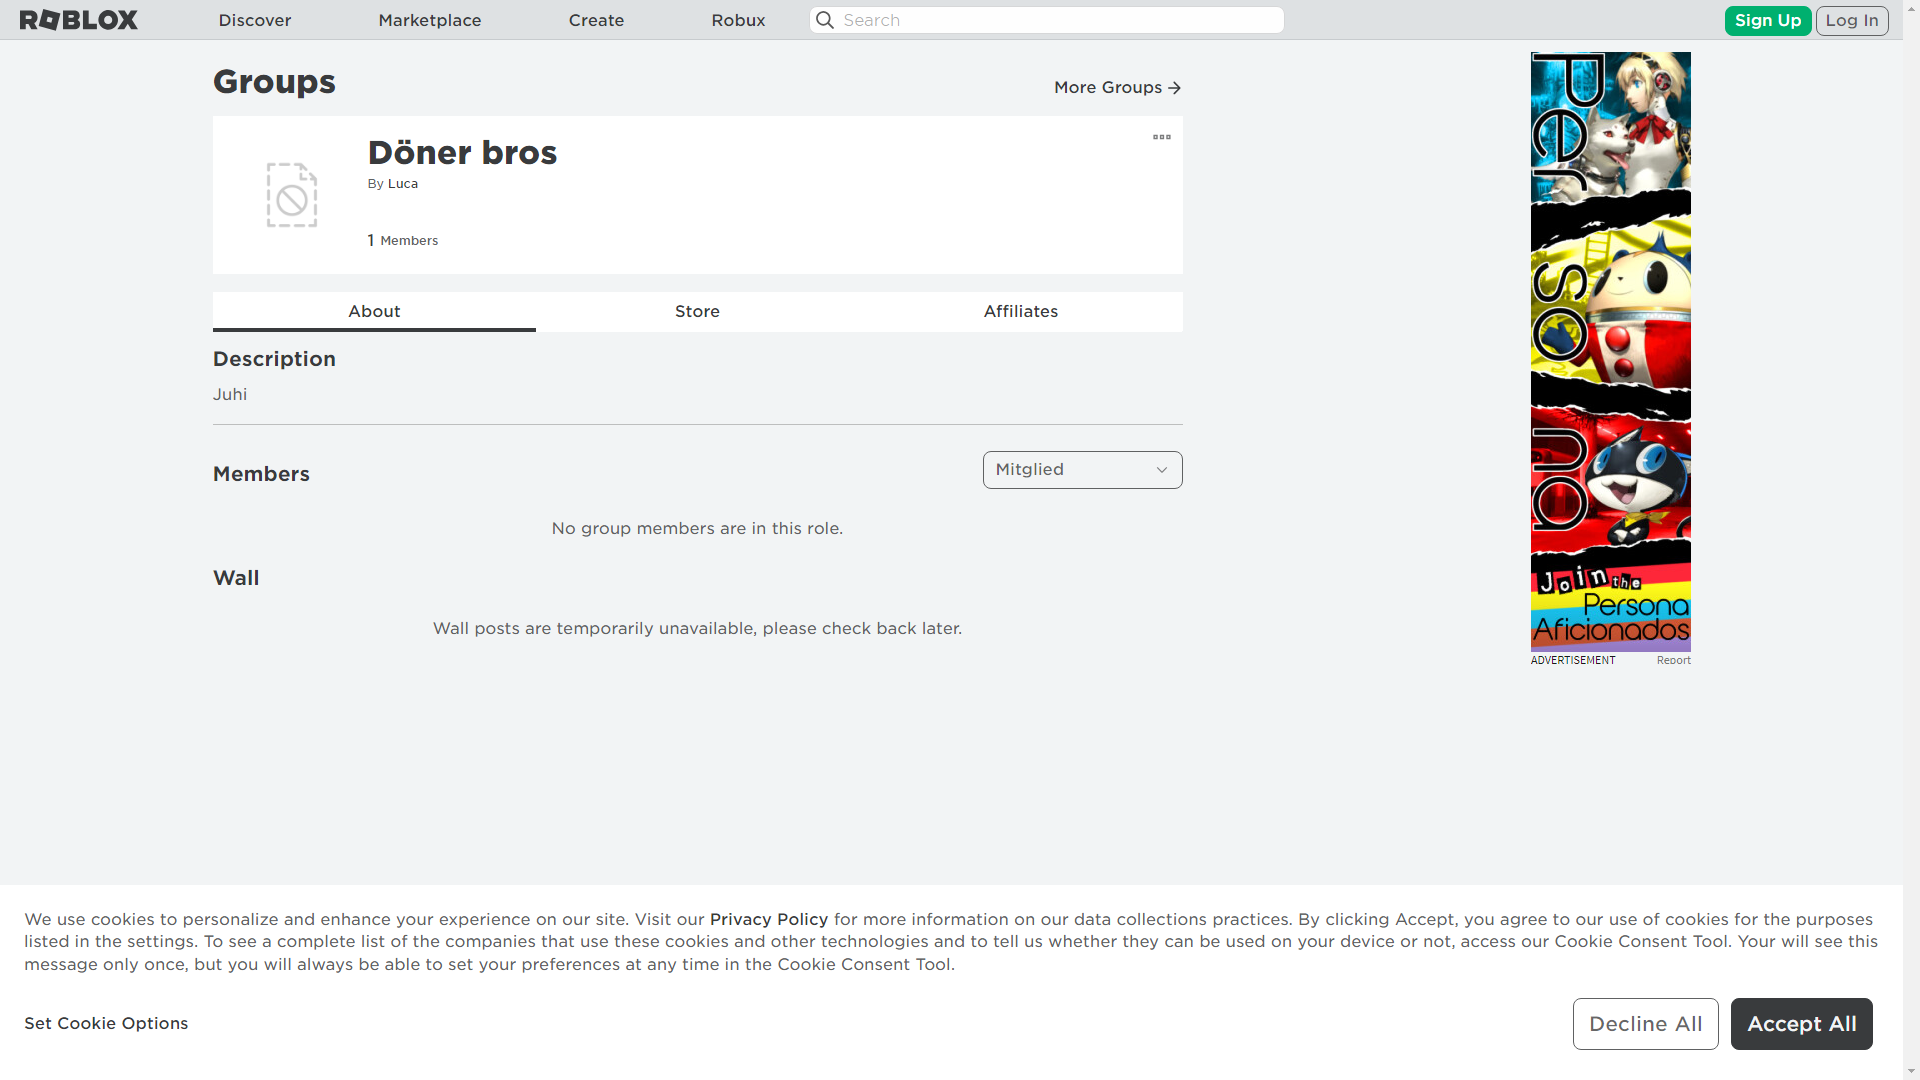 ROBLOX
Discover
Marketplace
Create
Robux
Search
Sign Up
Log In
Groups
More Groups
Döner bros
By Luca
1 Members
About
Store
Affiliates
Description
Juhi
Members
Mitglied
No group members are in this role.
Wall
Wall posts are temporarily unavailable, please check back later.
Persona
Join the
Persona
Aficionados
ADVERTISEMENT
Report
We use cookies to personalize and enhance your experience on our site. Visit our Privacy Policy for more information on our data collections practices. By clicking Accept, you agree to our use of cookies for the purposes
listed in the settings. To see a complete list of the companies that use these cookies and other technologies and to tell us whether they can be used on your device or not, access our Cookie Consent Tool. Your will see this
message only once, but you will always be able to set your preferences at any time in the Cookie Consent Tool.
Set Cookie Options
Decline All
Accept All